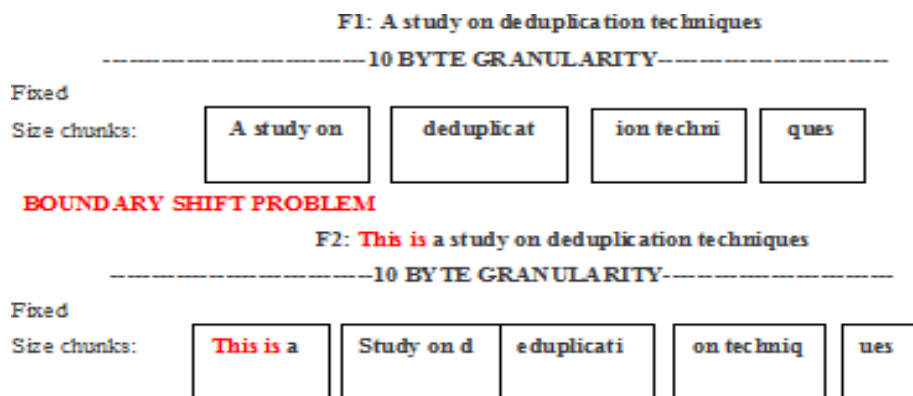 F1: A study on deduplication techniques
------------------------------10 BYTE GRANULARITY--------------------------
Fixed
Size chunks: A study on deduplicat ion techni ques
BOUNDARY SHIFT PROBLEM
F2: This is a study on deduplication techniques
------------------------------10 BYTE GRANULARITY--------------------------
Fixed
Size chunks: This is a Study on d eduplicati on techniq ues